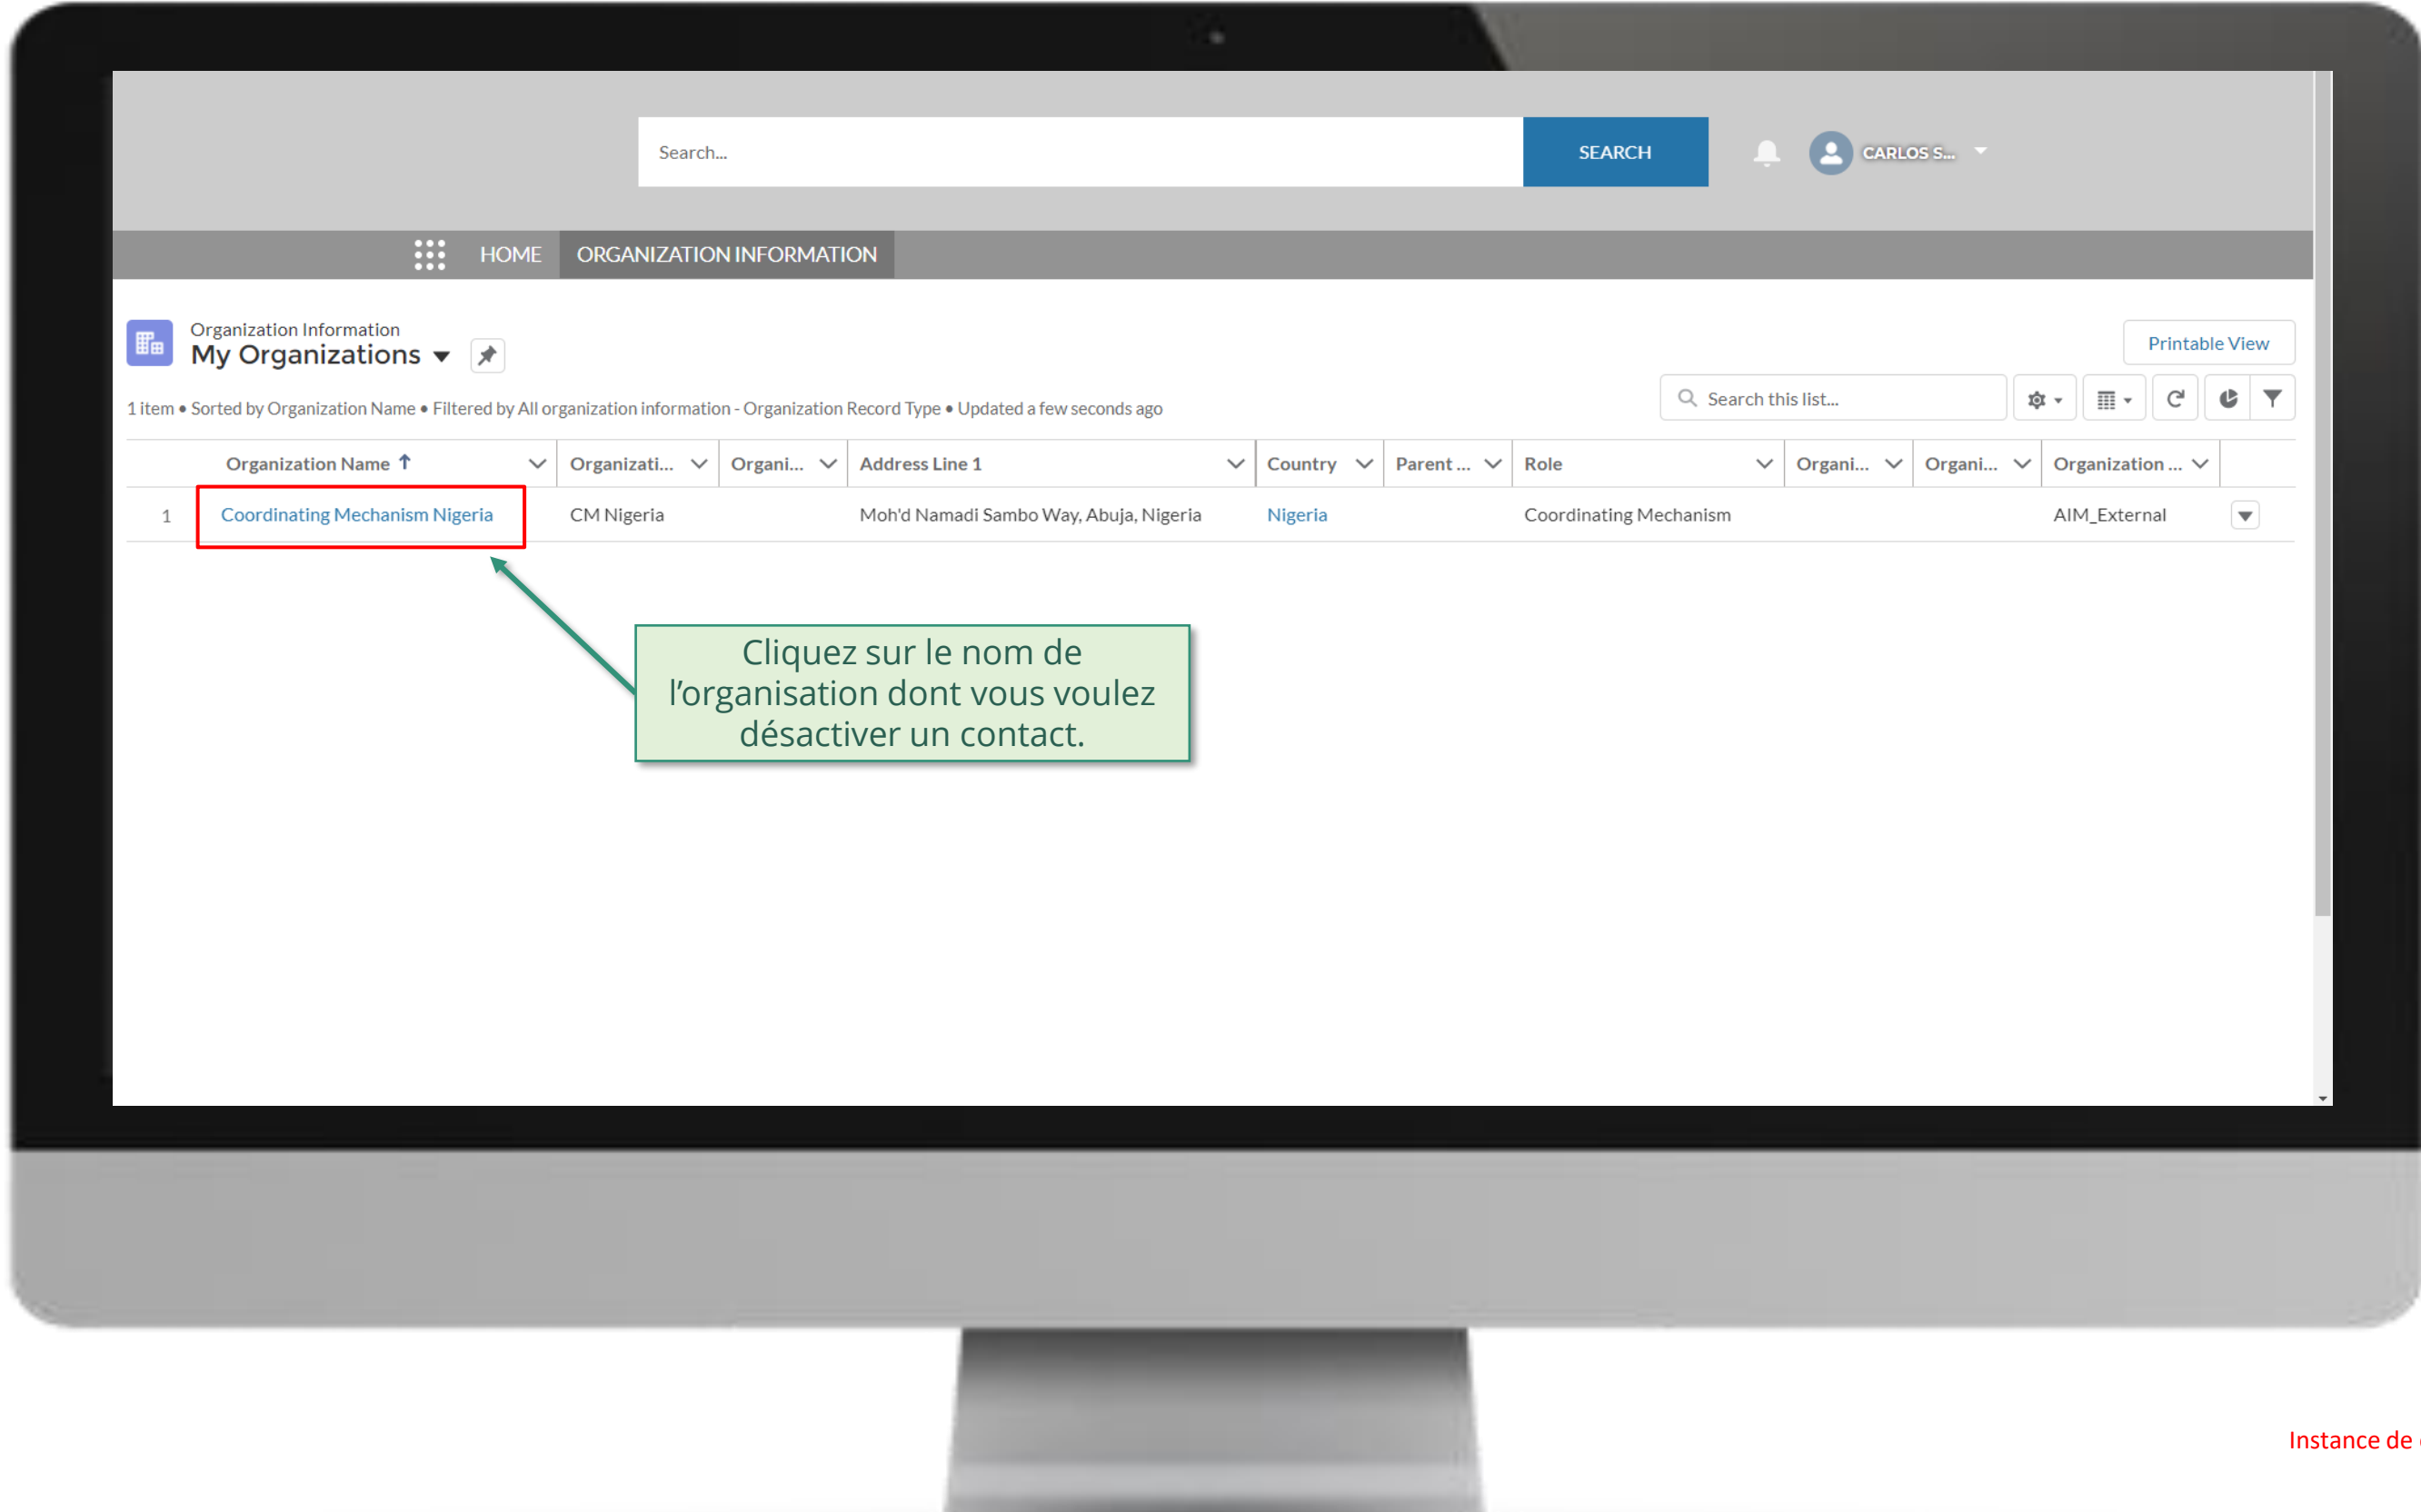 Search...
SEARCH
CARLOS S...
HOME
ORGANIZATION INFORMATION
Organization Information
My Organizations
Printable View
1 item • Sorted by Organization Name • Filtered by All organization information - Organization Record Type • Updated a few seconds ago
Search this list...
Organization Name ↑ Organizati... Organi... Address Line 1 Country Parent ... Role Organi... Organi... Organization ...
1 Coordinating Mechanism Nigeria CM Nigeria Moh'd Namadi Sambo Way, Abuja, Nigeria Nigeria Coordinating Mechanism AIM_External
Cliquez sur le nom de
l'organisation dont vous voulez
désactiver un contact.
Instance de